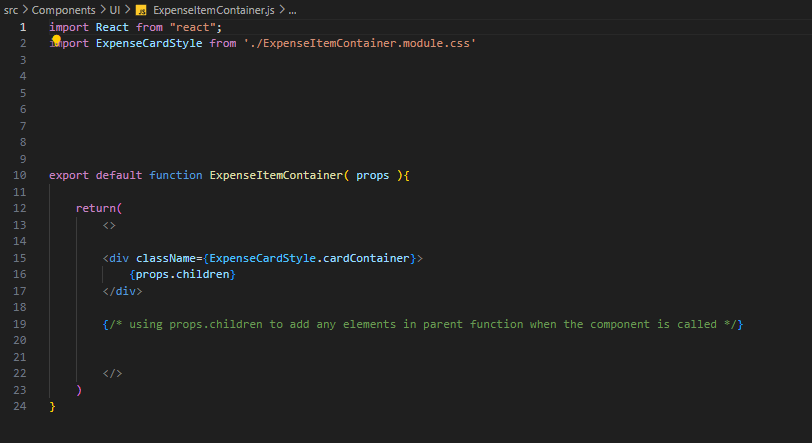 src > Components > UI > JS ExpenseItemContainer.js > ...
1 import React from "react";
2 import ExpenseCardStyle from './ExpenseItemContainer.module.css'
3
4
5
6
7
8
9
10 export default function ExpenseItemContainer( props ){
11
12 return(
13 <>
14
15 <div className={ExpenseCardStyle.cardContainer}>
16 {props.children}
17 </div>
18
19 {/* using props.children to add any elements in parent function when the component is called */}
20
21
22 </>
23 )
24 }